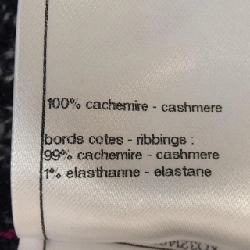 100% cachemire - cashmere
bords cotes - ribbings :
99% cachemire - cashmere
1% elasthanne - elastane